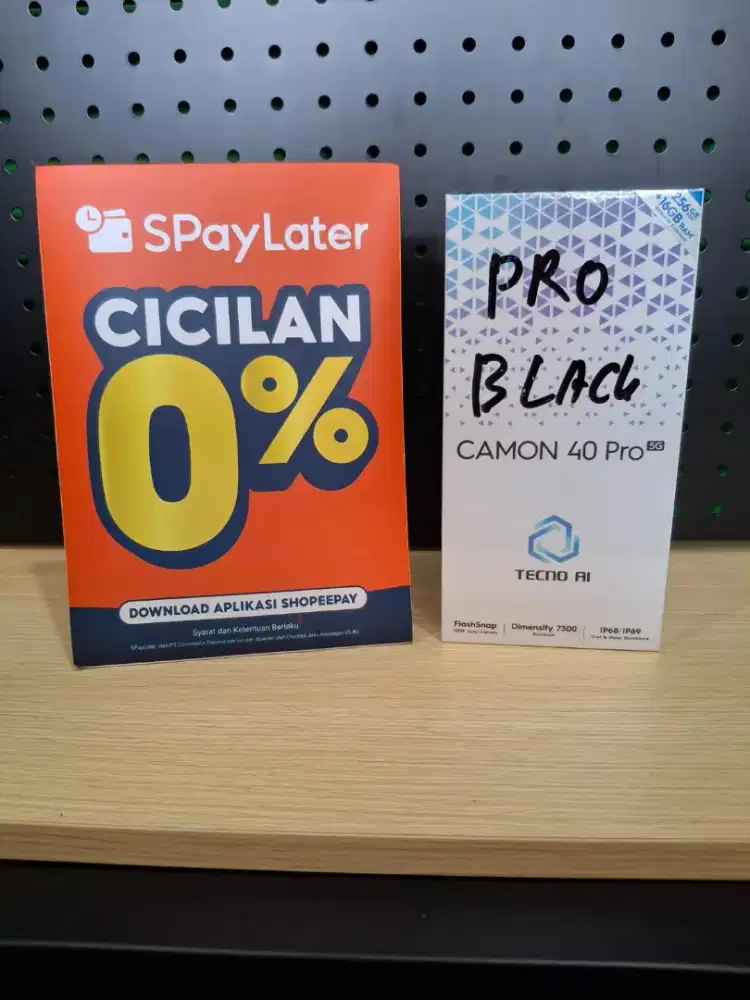 SPayLater
CICILAN
0%
DOWNLOAD APLIKASI SHOPEEPAY
Syarat dan Ketentuan Berlaku.
256GB
+16GB RAM
PRO
BLACK
CAMON 40 Pro 5G
TECNO AI
FlashSnap
Dimensity 7300
IP68/IP69